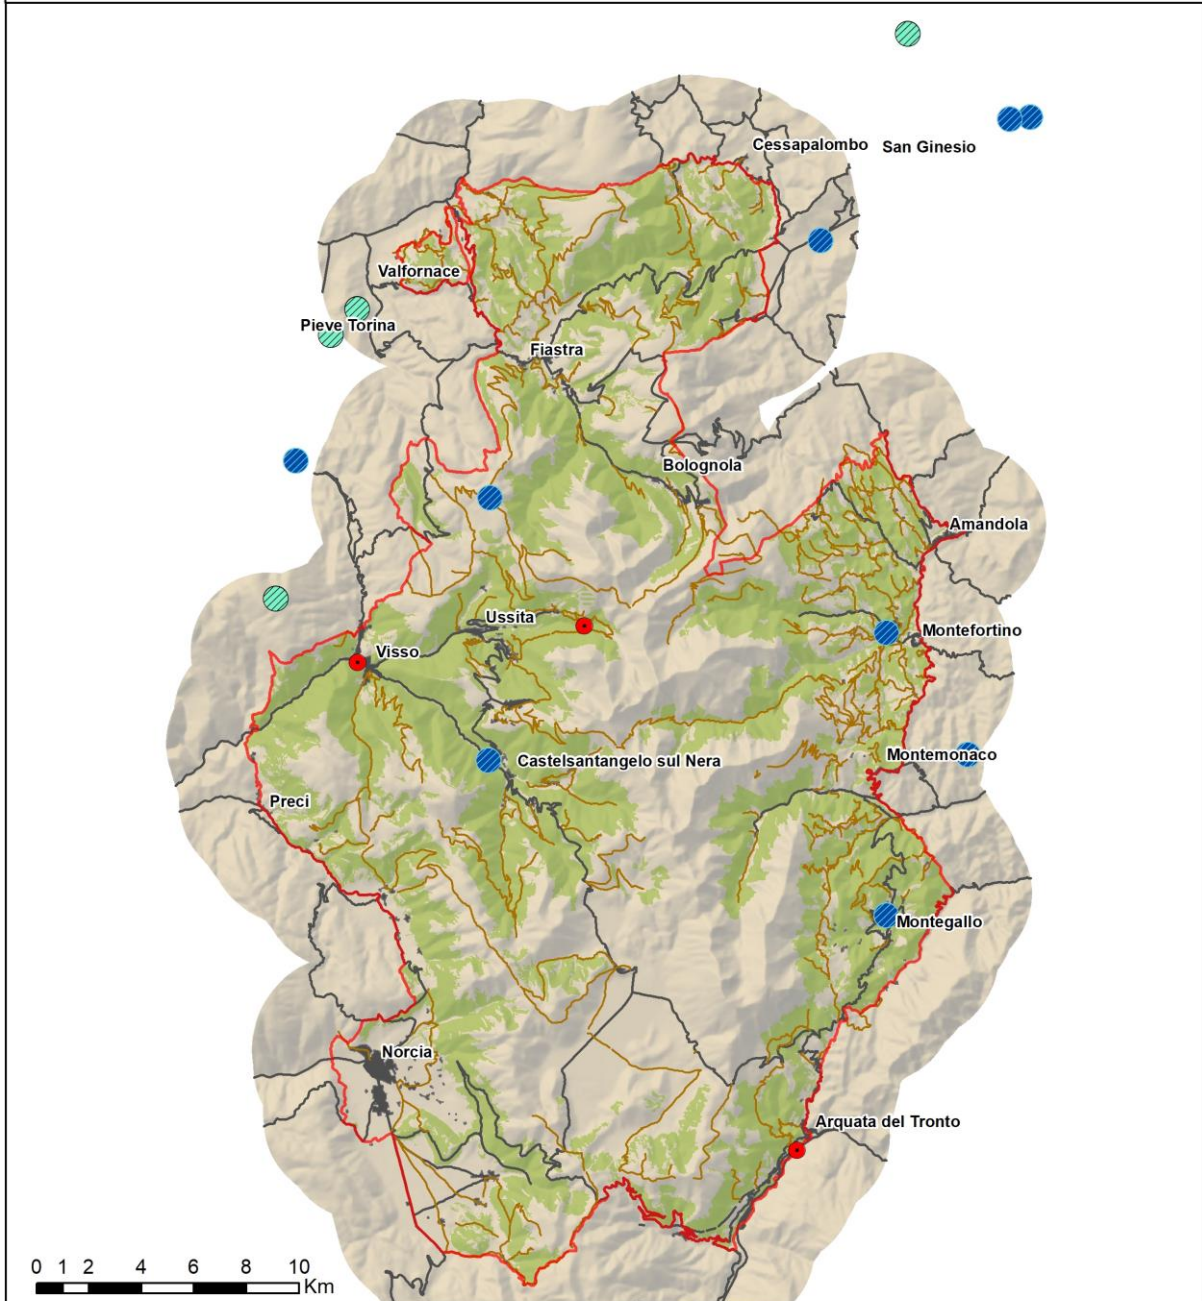 Cessapalombo
San Ginesio
Valfornace
Pieve Torina
Fiastra
Bolognola
Amandola
Ussita
Montefortino
Visso
Montemonaco
Castelsantangelo sul Nera
Preci
Montegallo
Norcia
Arquata del Tronto
0 1 2 4 6 8 10
Km